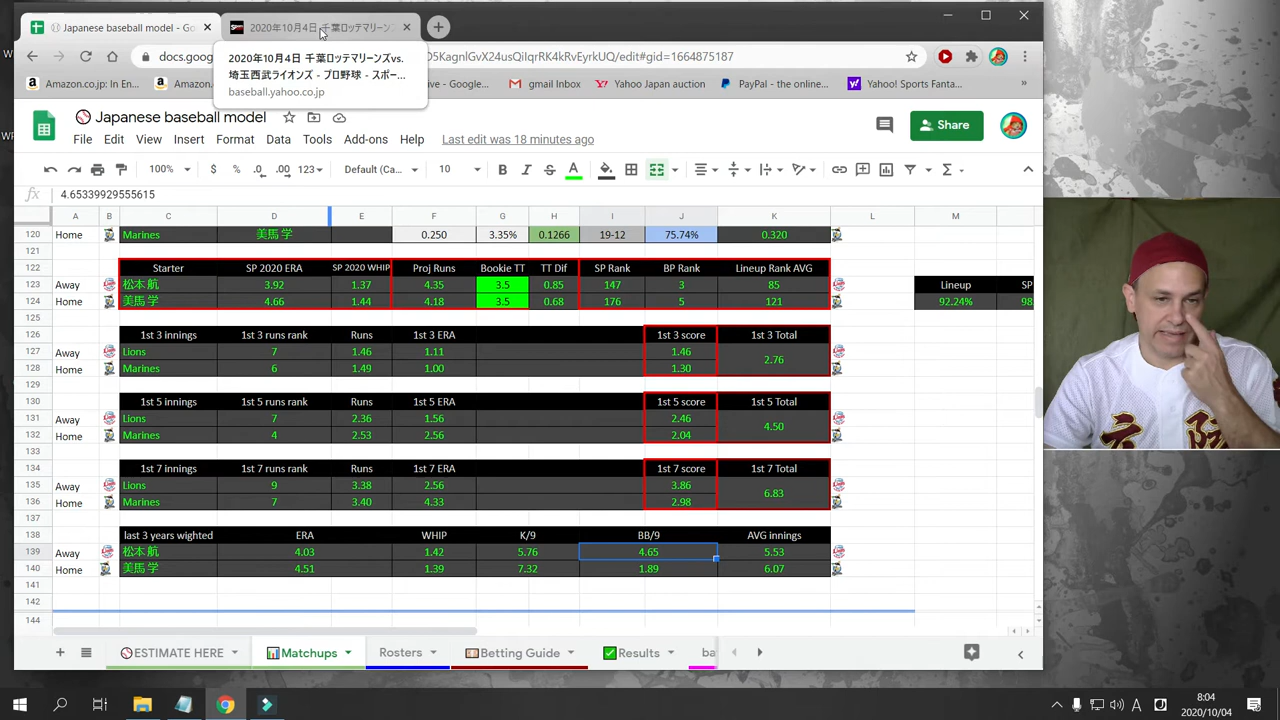 Japanese baseball model - Go
2020年10月4日 千葉ロッテマリーンズ
2020年10月4日 千葉ロッテマリーンズvs.
埼玉西武ライオンズ - プロ野球 - スポー...
baseball.yahoo.co.jp
docs.goog
D5KagnlGvX24usQiIqrRK4kRvEyrkUQ/edit#gid=1664875187
Amazon.co.jp: In En...
Amazon
le - Google...
gmail Inbox
Yahoo Japan auction
PayPal - the online...
Yahoo! Sports Fanta...
Japanese baseball model
File Edit View Insert Format Data Tools Add-ons Help Last edit was 18 minutes ago
Share
100% $ % .0 .00 123 Default (Ca... 10 B I S A
fx 4.65339929555615
A B C D E F G H I J K L M
120 Home Marines 美馬 学 0.250 3.35% 0.1266 19-12 75.74% 0.320
121
122 Starter SP 2020 ERA SP 2020 WHIP Proj Runs Bookie TT TT Dif SP Rank BP Rank Lineup Rank AVG
123 Away 松本 航 3.92 1.37 4.35 3.5 0.85 147 3 85 Lineup SP
124 Home 美馬 学 4.66 1.44 4.18 3.5 0.68 176 5 121 92.24% 98
125
126 1st 3 innings 1st 3 runs rank Runs 1st 3 ERA 1st 3 score 1st 3 Total
127 Away Lions 7 1.46 1.11 1.46 2.76
128 Home Marines 6 1.49 1.00 1.30
129
130 1st 5 innings 1st 5 runs rank Runs 1st 5 ERA 1st 5 score 1st 5 Total
131 Away Lions 7 2.36 1.56 2.46 4.50
132 Home Marines 4 2.53 2.56 2.04
133
134 1st 7 innings 1st 7 runs rank Runs 1st 7 ERA 1st 7 score 1st 7 Total
135 Away Lions 9 3.38 2.56 3.86 6.83
136 Home Marines 7 3.40 4.33 2.98
137
138 last 3 years weighted ERA WHIP K/9 BB/9 AVG innings
139 Away 松本 航 4.03 1.42 5.76 4.65 5.53
140 Home 美馬 学 4.51 1.39 7.32 1.89 6.07
141
142
144
ESTIMATE HERE Matchups Rosters Betting Guide Results ba
A
8:04
2020/10/04